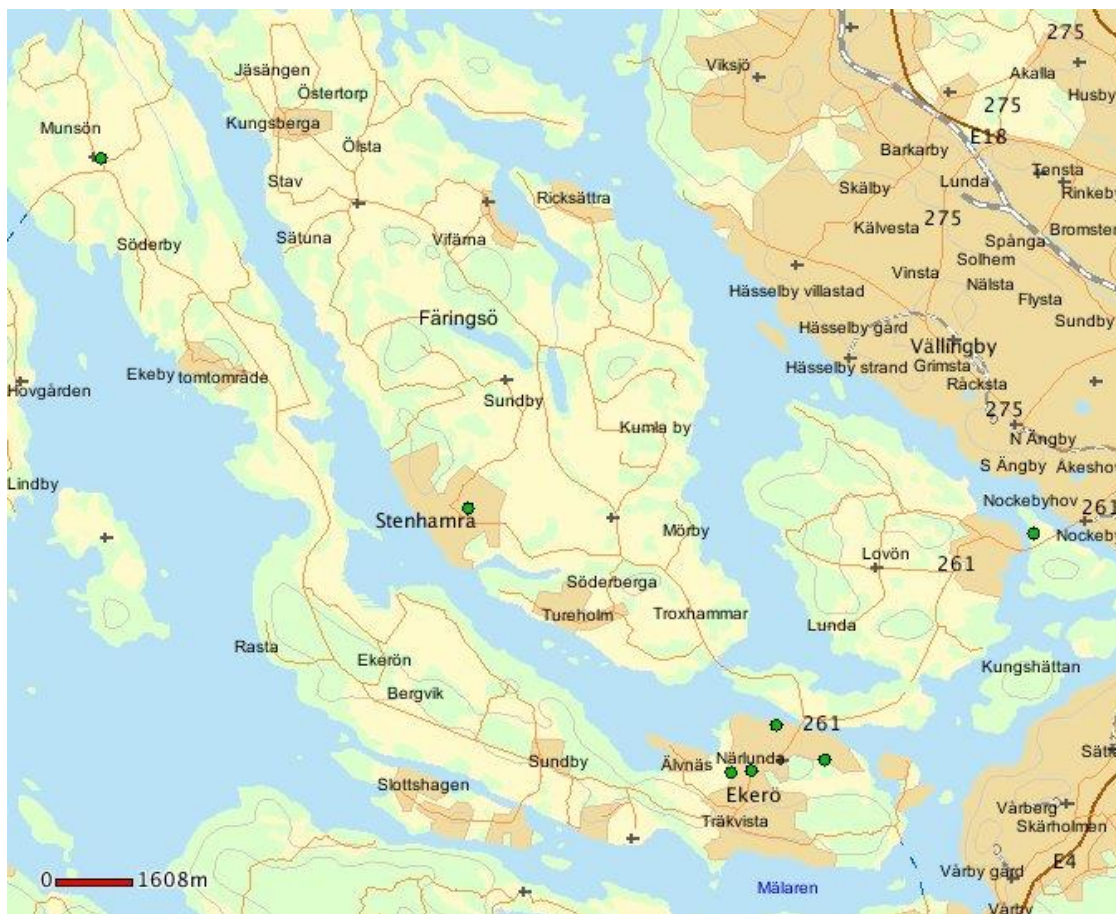 275
Viksjö
Jäsängen
Akalla
Östertorp
Husby
275
Kungsberga
Munsön
E18
Ölsta
Barkarby
Tensta
Stav
Lunda
Skälby
Rinkeby
Ricksättra
275
Kälvesta
Bromsten
Söderby
Sätuna
Vifärna
Spånga
Solhem
Vinsta
Nälsta
Hässelby villastad
Flysta
Färingsö
Sundby
Hässelby gård
Vällingby
Hässelby strand
Grimsta
Ekeby tomtområde
Råcksta
Hovgården
Sundby
275
Kumla by
N Ängby
S Ängby
Åkeshov
Lindby
Nockebyhov
261
Stenhamra
Mörby
Nockeby
Lovön
261
Söderberga
Tureholm
Troxhammar
Lunda
Rasta
Ekerön
Kungshättan
Bergvik
261
Sundby
Älvnäs
Närlunda
Sätr
Slottshagen
Ekerö
Vårberg
Träkvista
Skärholmen
E4
Vårby gård
0
1608m
Mälaren
Vårby